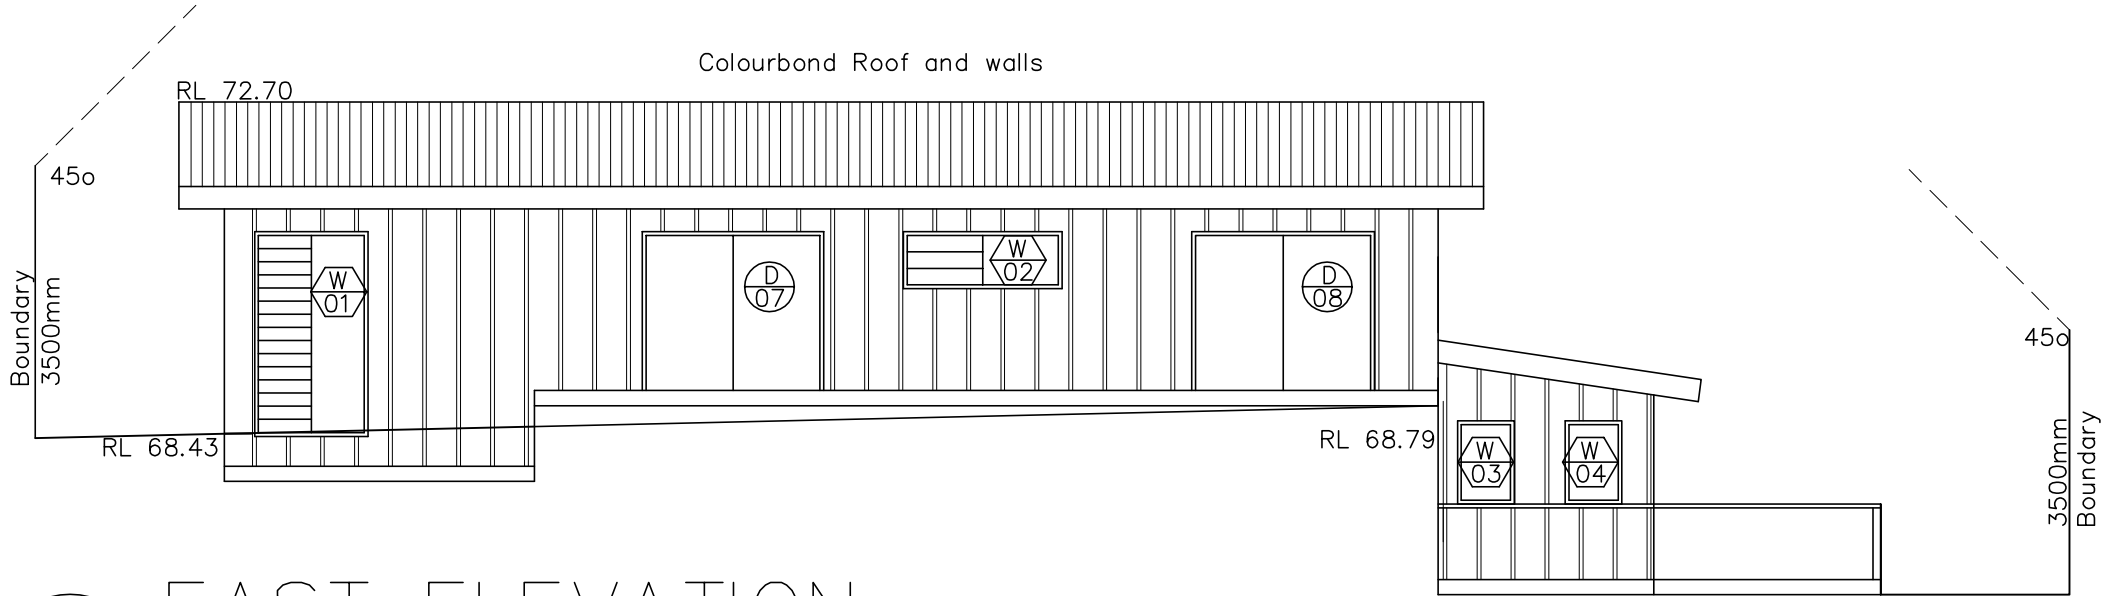 Colourbond Roof and walls
RL 72.70
45o
Boundary
3500mm
W
01
D
07
W
02
D
08
45o
3500mm
Boundary
RL 68.43
RL 68.79
W
03
W
04
EAST ELEVATION